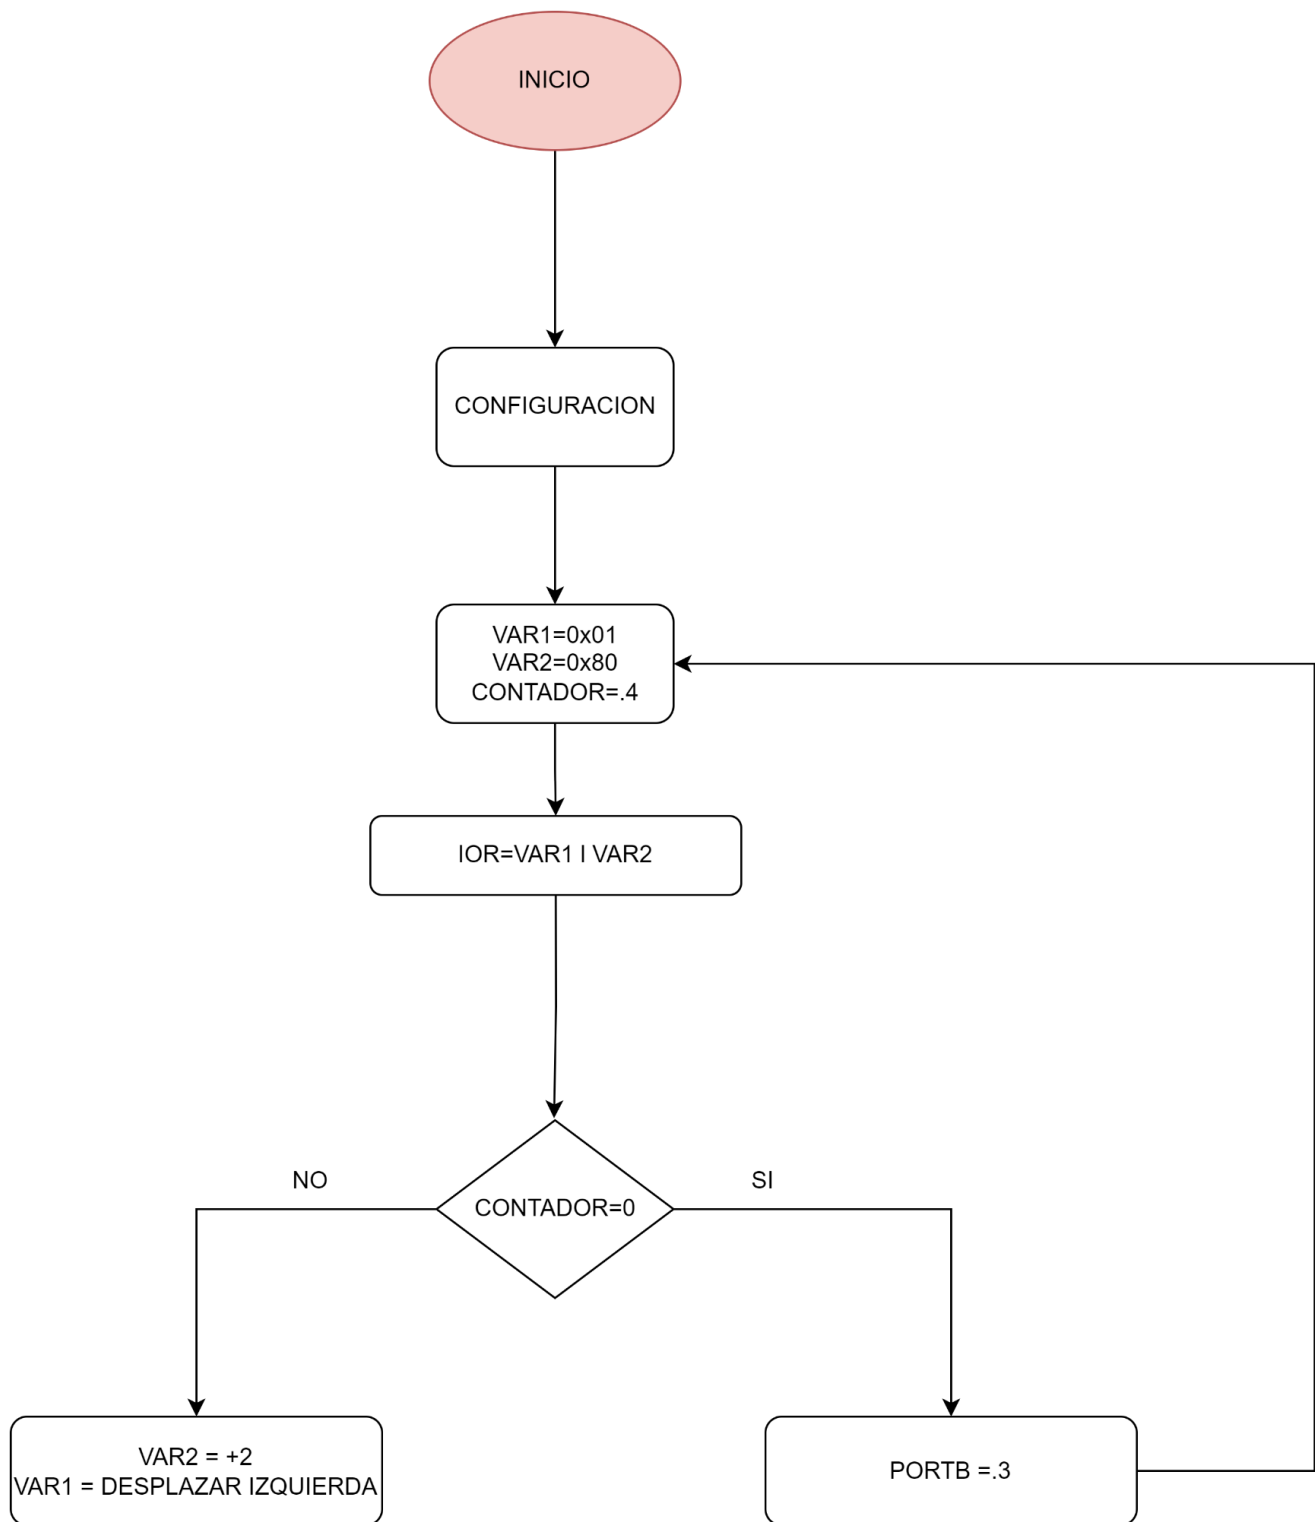 INICIO
CONFIGURACION
VAR1=0x01
VAR2=0x80
CONTADOR=.4
IOR=VAR1 I VAR2
NO
SI
CONTADOR=0
VAR2 = +2
VAR1 = DESPLAZAR IZQUIERDA
PORTB =.3